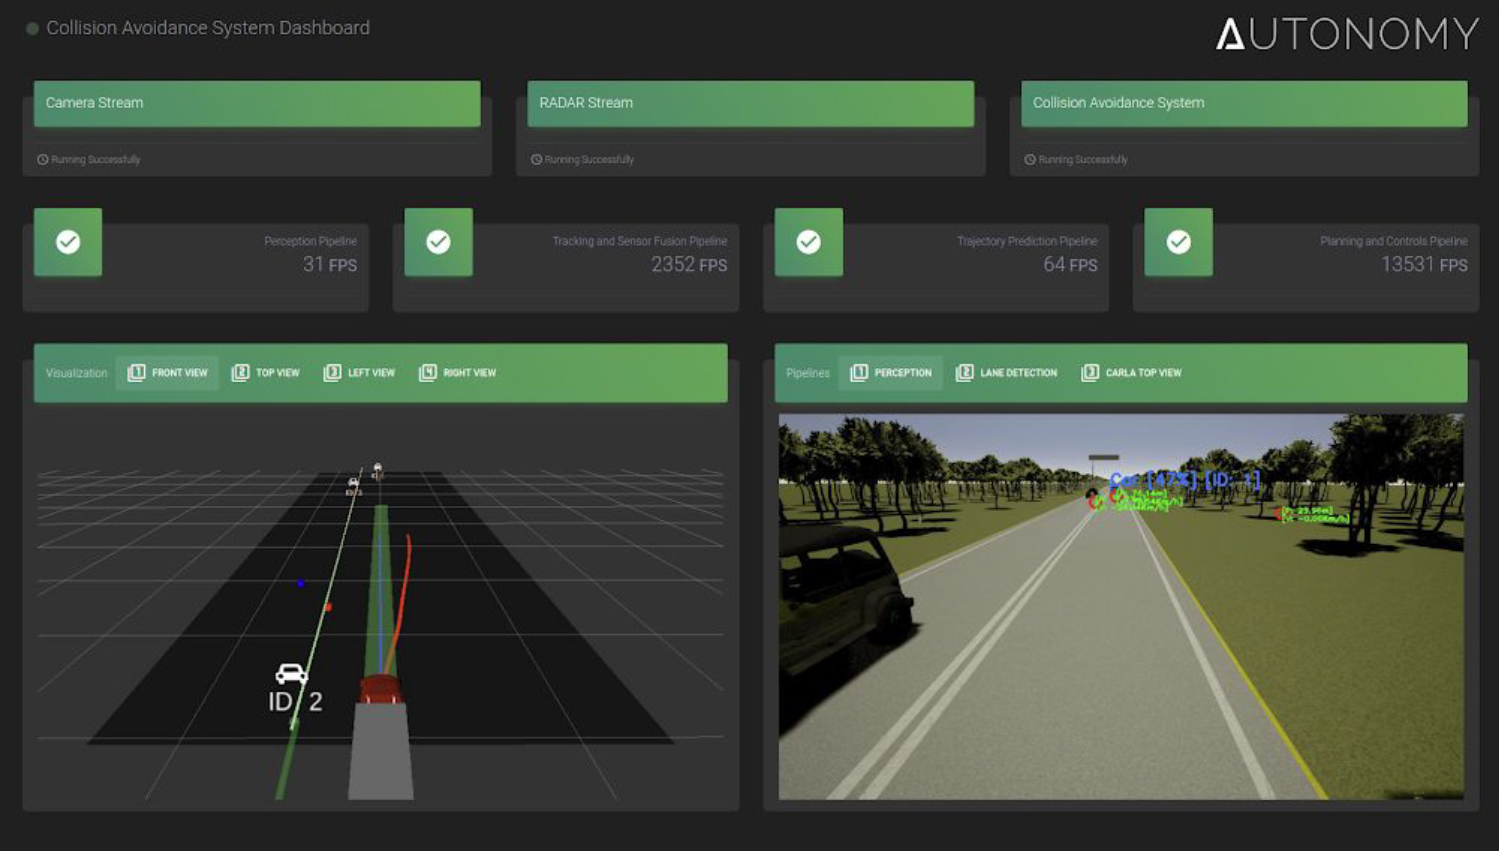 Collision Avoidance System Dashboard
AUTONOMY
Camera Stream
Running Successfully
RADAR Stream
Running Successfully
Collision Avoidance System
Running Successfully
Perception Pipeline
31 FPS
Tracking and Sensor Fusion Pipeline
2352 FPS
Trajectory Prediction Pipeline
64 FPS
Planning and Controls Pipeline
13531 FPS
Visualization
1 FRONT VIEW
2 TOP VIEW
3 LEFT VIEW
4 RIGHT VIEW
ID 2
Pipelines
1 PERCEPTION
2 LANE DETECTION
3 CARLA TOP VIEW
Car [47%] [ID: 1]